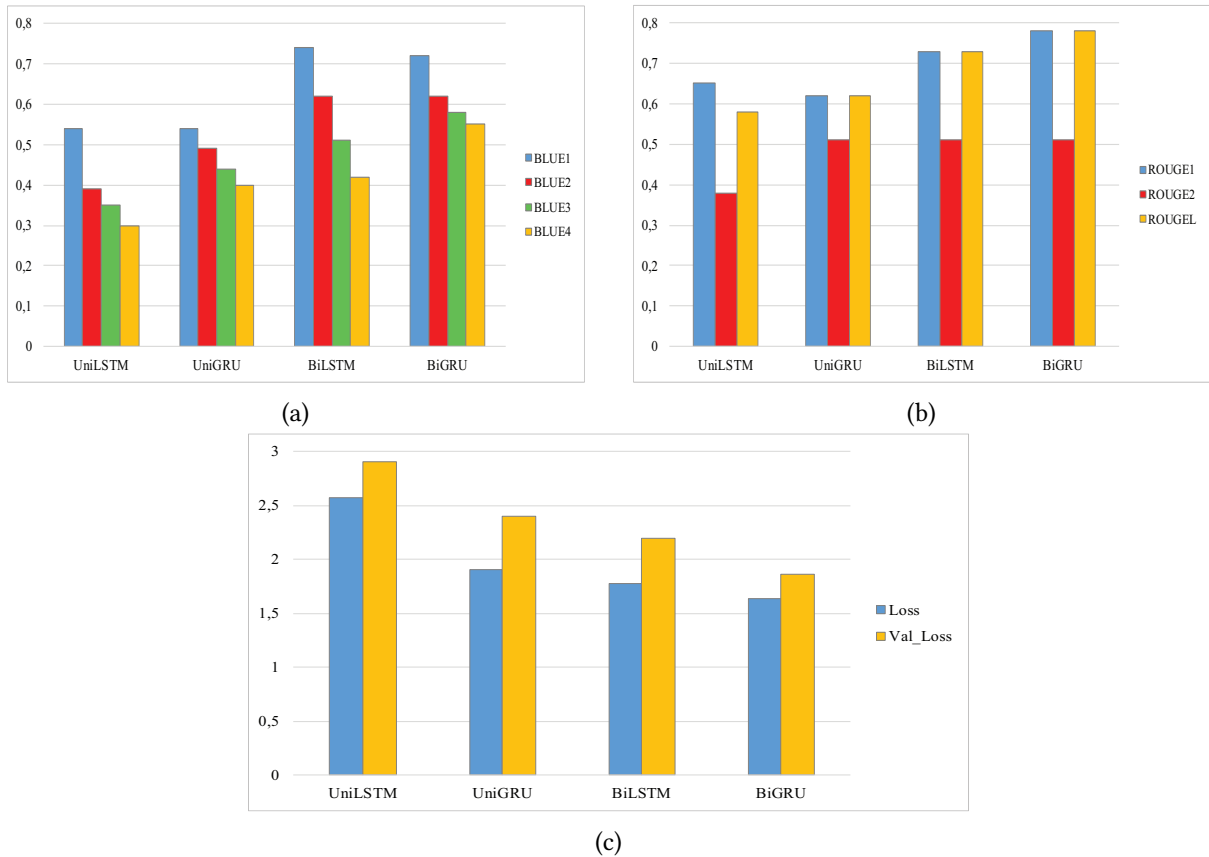 0,8
0,7
0,6
0,5
0,4
0,3
0,2
0,1
0
UniLSTM UniGRU BiLSTM BiGRU
BLUE1
BLUE2
BLUE3
BLUE4
(a)
0,8
0,7
0,6
0,5
0,4
0,3
0,2
0,1
0
UniLSTM UniGRU BiLSTM BiGRU
ROUGE1
ROUGE2
ROUGEL
(b)
3
2,5
2
1,5
1
0,5
0
UniLSTM UniGRU BiLSTM BiGRU
Loss
Val_Loss
(c)